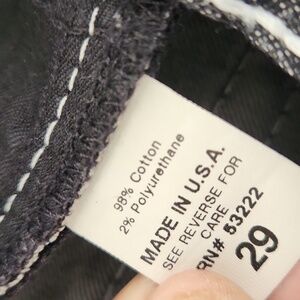 98% Cotton
2% Polyurethane
MADE IN U.S.A.
SEE REVERSE FOR
CARE
RN# 53222
29